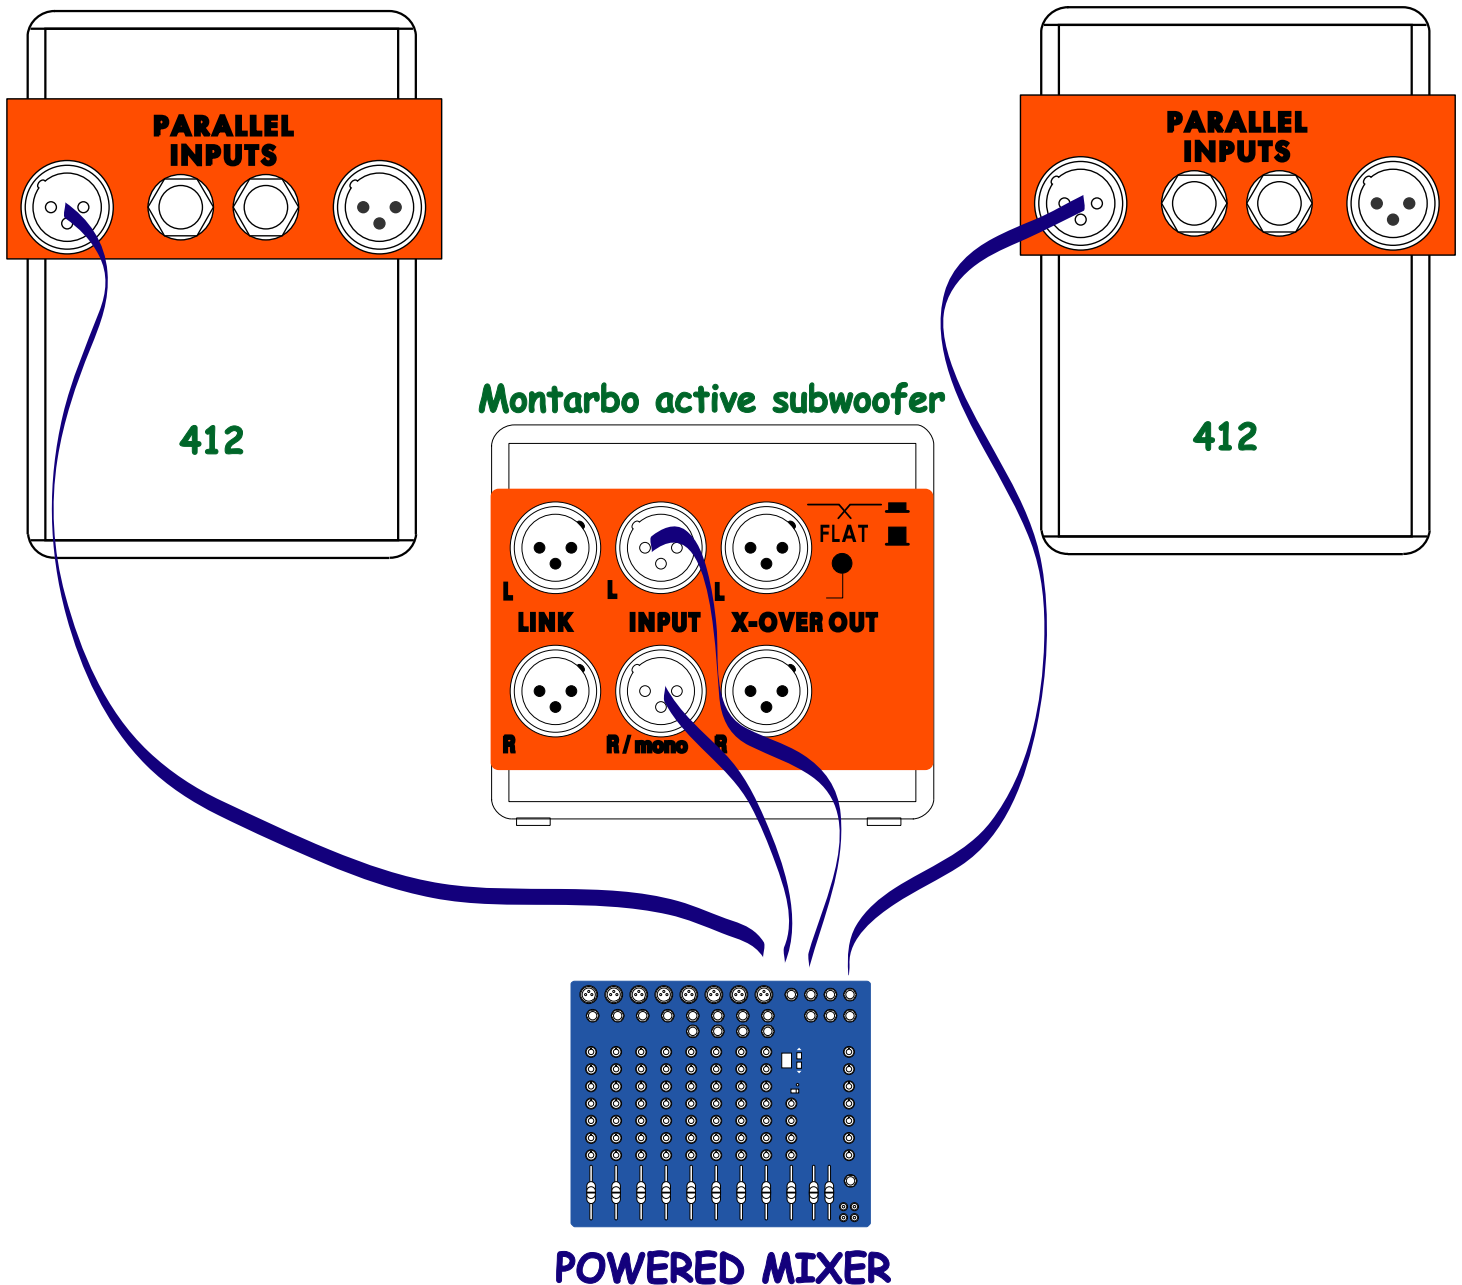 PARALLEL
INPUTS
412
PARALLEL
INPUTS
412
Montarbo active subwoofer
FLAT
L
L
L
LINK
INPUT
X-OVER OUT
R
R / mono
R
POWERED MIXER